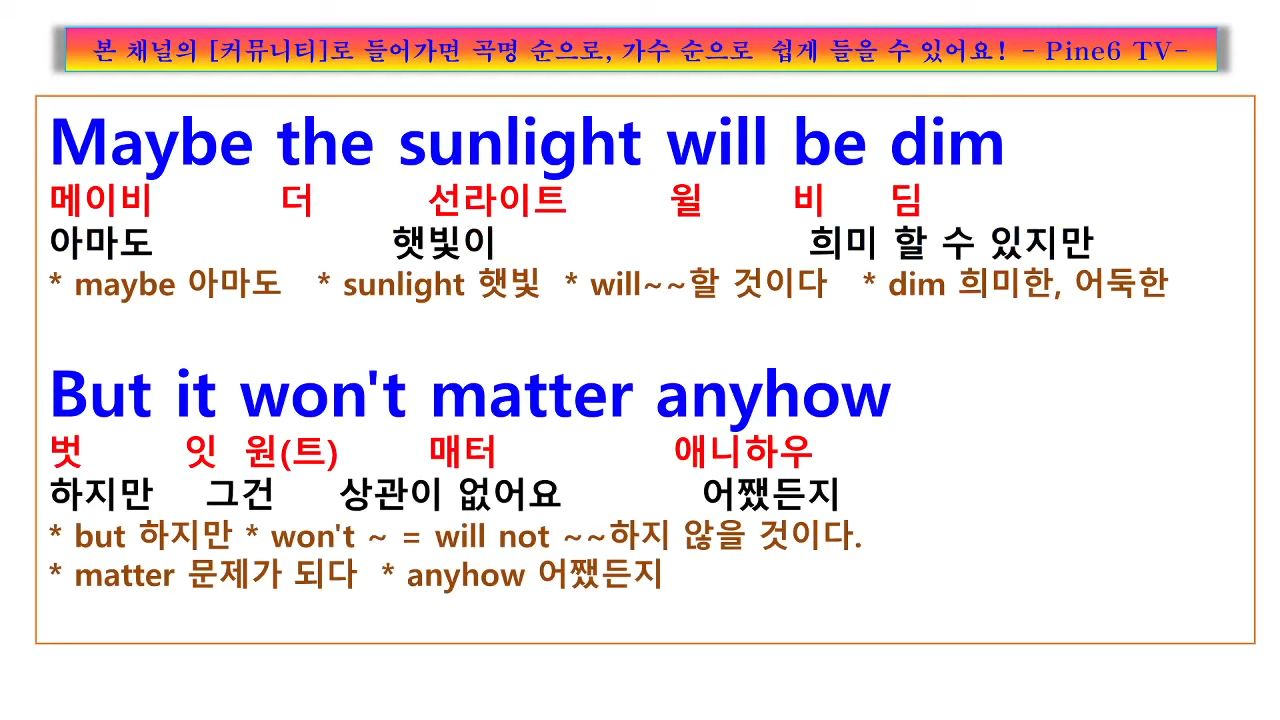 본 채널의 [커뮤니티]로 들어가면 곡명 순으로, 가수 순으로 쉽게 들을 수 있어요! - Pine6 TV-
Maybe the sunlight will be dim
메이비 더 선라이트 윌 비 딤
아마도 햇빛이 희미 할 수 있지만
* maybe 아마도 * sunlight 햇빛 * will~~할 것이다 * dim 희미한, 어둑한
But it won't matter anyhow
벗 잇 원(트) 매터 애니하우
하지만 그건 상관이 없어요 어쨌든지
* but 하지만 * won't ~ = will not ~~하지 않을 것이다.
* matter 문제가 되다 * anyhow 어쨌든지